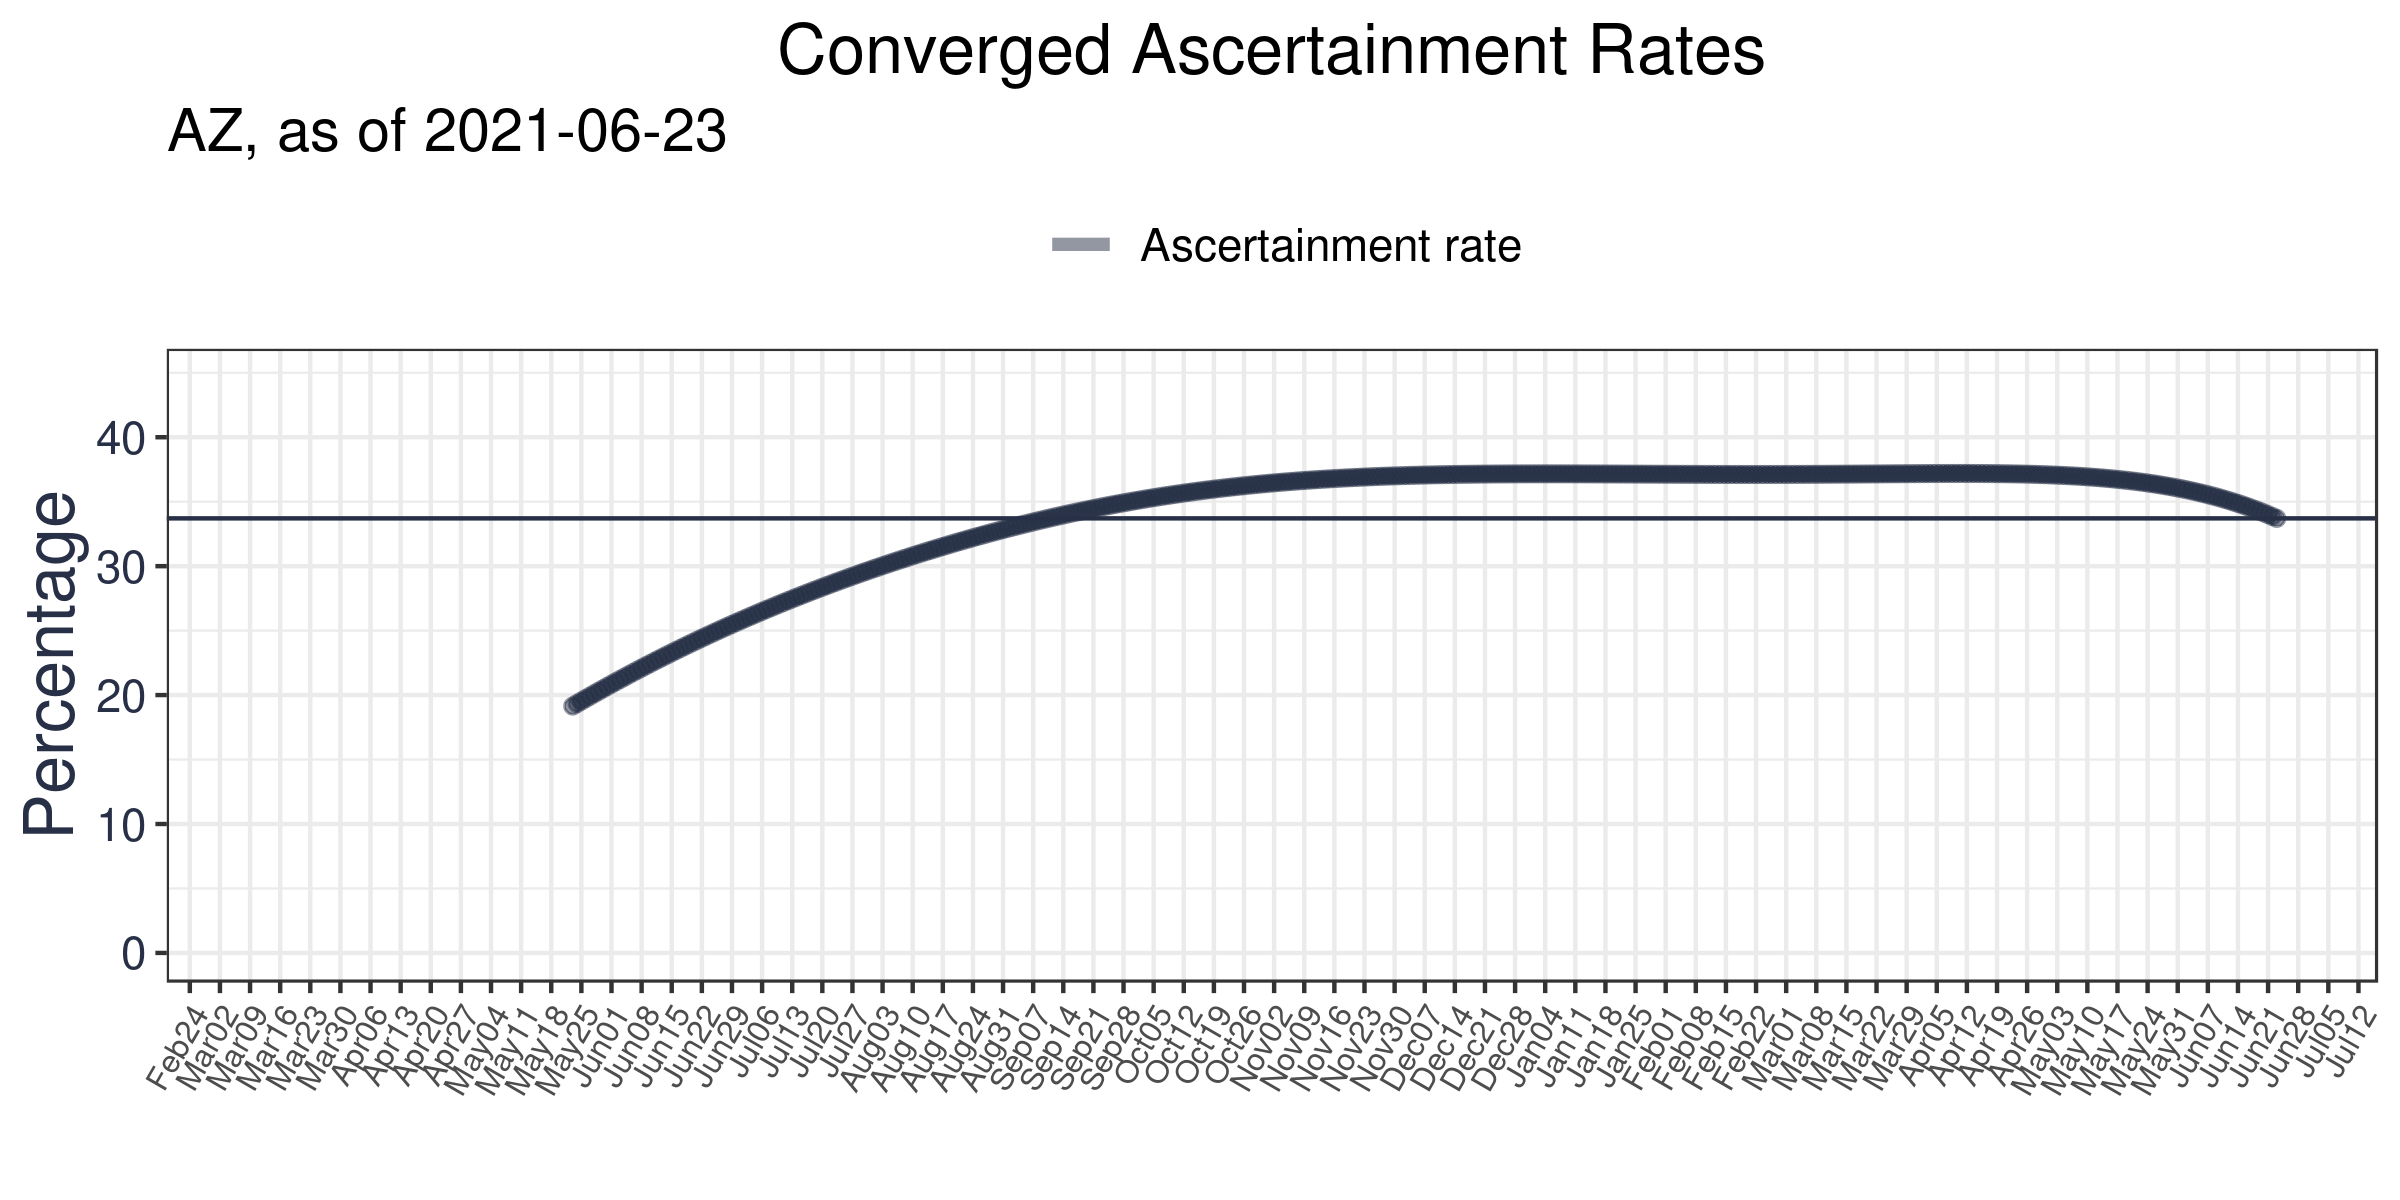 Converged Ascertainment Rates
AZ, as of 2021-06-23
Ascertainment rate
Percentage
40
30
20
10
0
Feb24
Mar02
Mar09
Mar16
Mar23
Mar30
Apr06
Apr13
Apr20
Apr27
May04
May11
May18
May25
Jun01
Jun08
Jun15
Jun22
Jun29
Jul06
Jul13
Jul20
Jul27
Aug03
Aug10
Aug17
Aug24
Aug31
Sep07
Sep14
Sep21
Sep28
Oct05
Oct12
Oct19
Oct26
Nov02
Nov09
Nov16
Nov23
Nov30
Dec07
Dec14
Dec21
Dec28
Jan04
Jan11
Jan18
Jan25
Feb01
Feb08
Feb15
Feb22
Mar01
Mar08
Mar15
Mar22
Mar29
Apr05
Apr12
Apr19
Apr26
May03
May10
May17
May24
May31
Jun07
Jun14
Jun21
Jun28
Jul05
Jul12